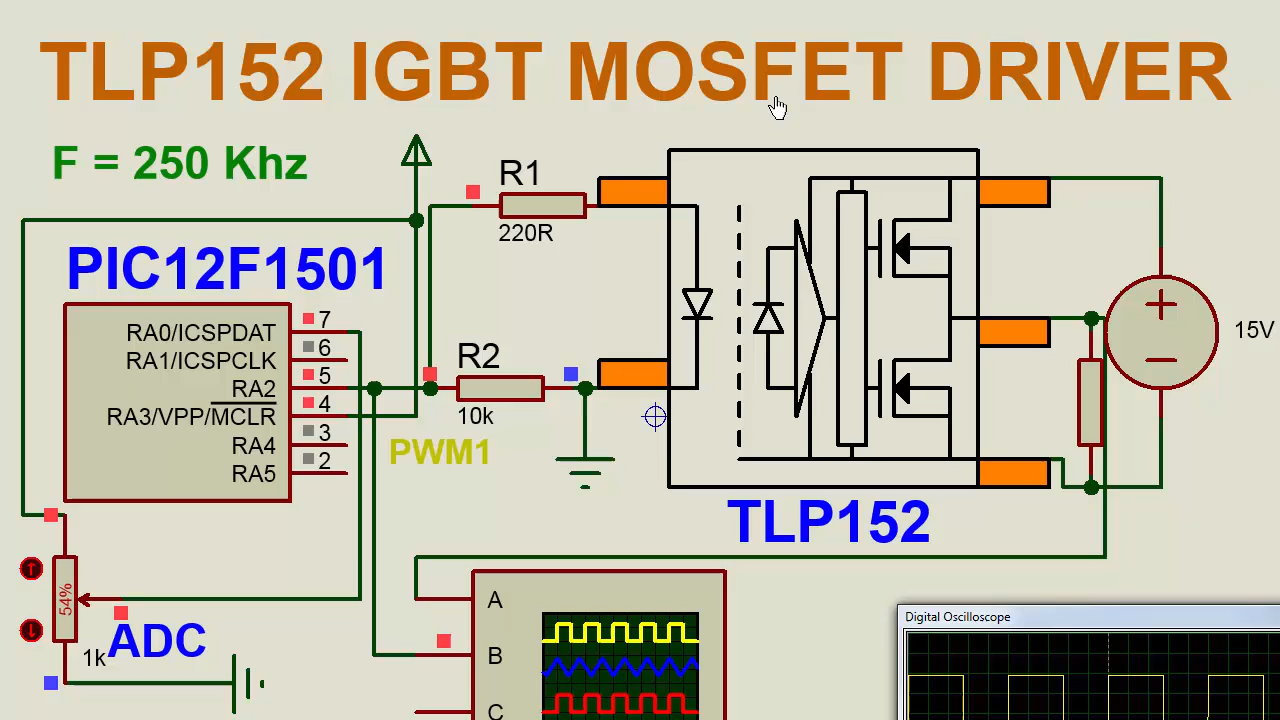 TLP152 IGBT MOSFET DRIVER
F = 250 Khz
R1
220R
PIC12F1501
RA0/ICSPDAT 7
RA1/ICSPCLK 6
RA2 5
RA3/VPP/MCLR 4
RA4 3
RA5 2
R2
10k
PWM1
15V
TLP152
54%
1k
ADC
A
B
C
Digital Oscilloscope